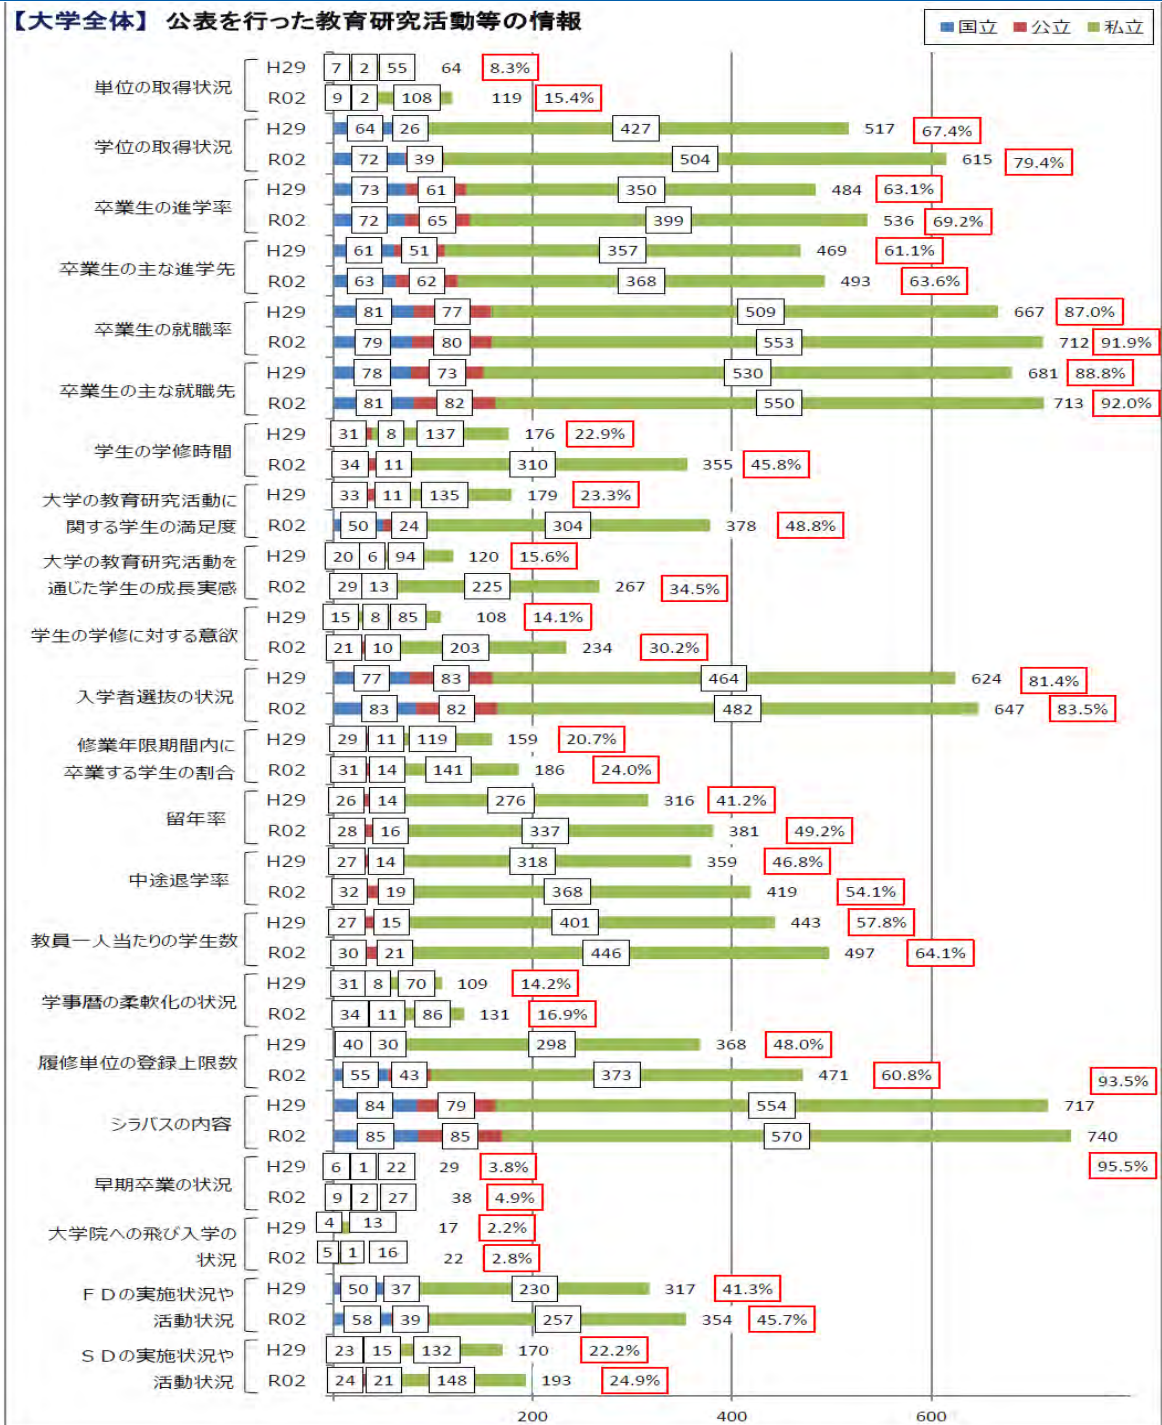 【大学全体】 公表を行った教育研究活動等の情報
国立 公立 私立
単位の取得状況
H29 7 2 55 64 8.3%
R02 9 2 108 119 15.4%
学位の取得状況
H29 64 26 427 517 67.4%
R02 72 39 504 615 79.4%
卒業生の進学率
H29 73 61 350 484 63.1%
R02 72 65 399 536 69.2%
卒業生の主な進学先
H29 61 51 357 469 61.1%
R02 63 62 368 493 63.6%
卒業生の就職率
H29 81 77 509 667 87.0%
R02 79 80 553 712 91.9%
卒業生の主な就職先
H29 78 73 530 681 88.8%
R02 81 82 550 713 92.0%
学生の学修時間
H29 31 8 137 176 22.9%
R02 34 11 310 355 45.8%
大学の教育研究活動に
関する学生の満足度
H29 33 11 135 179 23.3%
R02 50 24 304 378 48.8%
大学の教育研究活動を
通じた学生の成長実感
H29 20 6 94 120 15.6%
R02 29 13 225 267 34.5%
学生の学修に対する意欲
H29 15 8 85 108 14.1%
R02 21 10 203 234 30.2%
入学者選抜の状況
H29 77 83 464 624 81.4%
R02 83 82 482 647 83.5%
修業年限期間内に
卒業する学生の割合
H29 29 11 119 159 20.7%
R02 31 14 141 186 24.0%
留年率
H29 26 14 276 316 41.2%
R02 28 16 337 381 49.2%
中途退学率
H29 27 14 318 359 46.8%
R02 32 19 368 419 54.1%
教員一人当たりの学生数
H29 27 15 401 443 57.8%
R02 30 21 446 497 64.1%
学事暦の柔軟化の状況
H29 31 8 70 109 14.2%
R02 34 11 86 131 16.9%
履修単位の登録上限数
H29 40 30 298 368 48.0%
R02 55 43 373 471 60.8%
シラバスの内容
93.5%
H29 84 79 554 717
R02 85 85 570 740
95.5%
早期卒業の状況
H29 6 1 22 29 3.8%
R02 9 2 27 38 4.9%
大学院への飛び入学の
状況
H29 4 13 17 2.2%
R02 5 1 16 22 2.8%
ＦＤの実施状況や
活動状況
H29 50 37 230 317 41.3%
R02 58 39 257 354 45.7%
ＳＤの実施状況や
活動状況
H29 23 15 132 170 22.2%
R02 24 21 148 193 24.9%
200 400 600